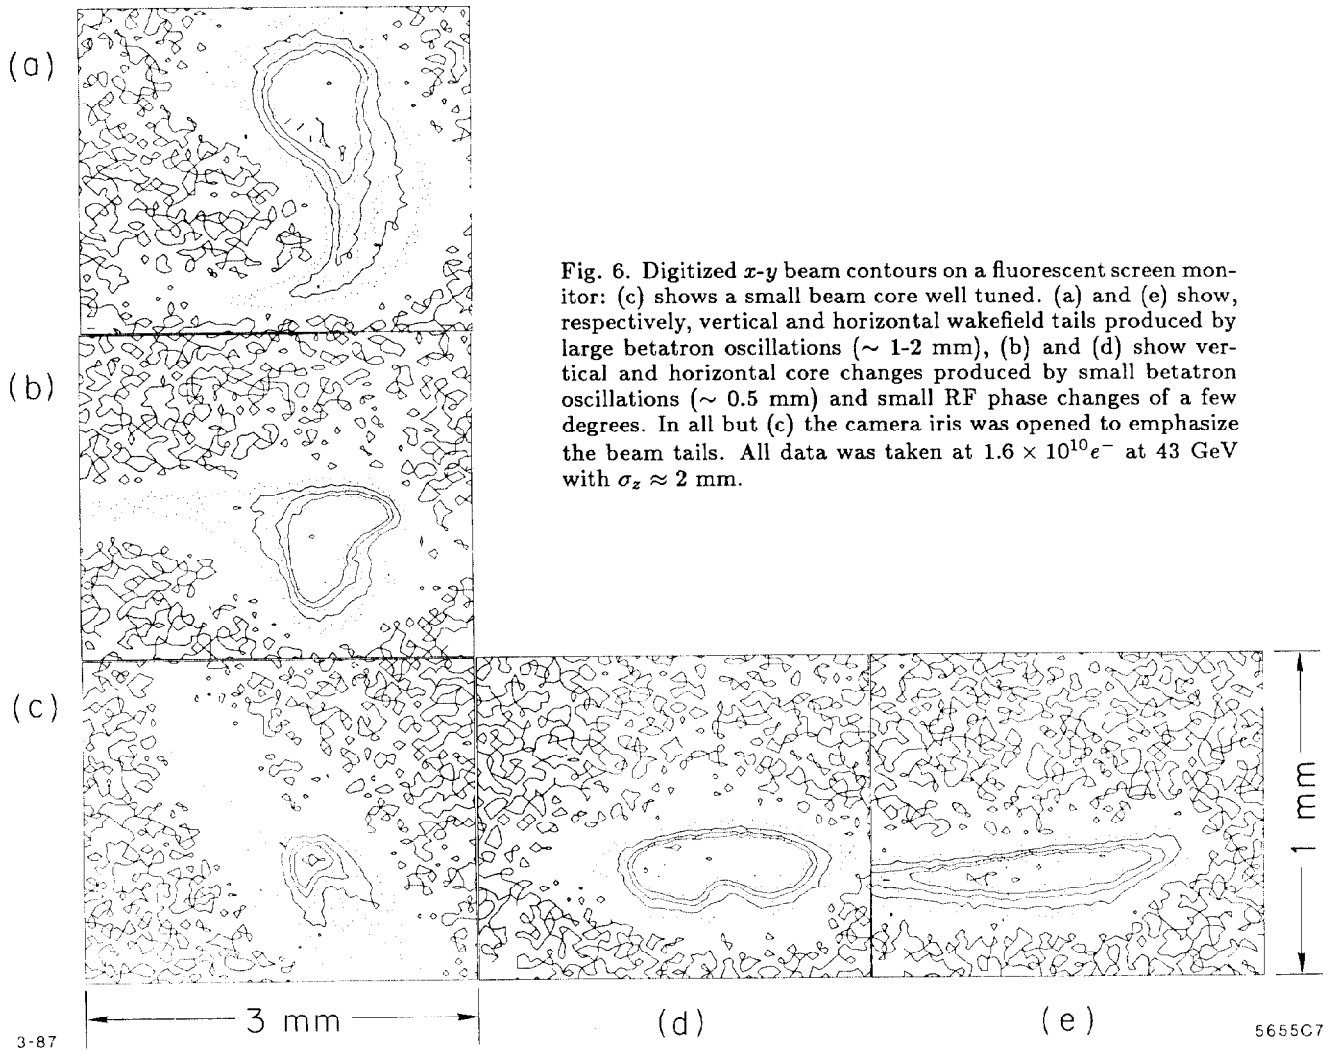 (a)
Fig. 6. Digitized x-y beam contours on a fluorescent screen mon-
itor: (c) shows a small beam core well tuned. (a) and (e) show,
respectively, vertical and horizontal wakefield tails produced by
large betatron oscillations (~ 1-2 mm), (b) and (d) show ver-
tical and horizontal core changes produced by small betatron
oscillations (~ 0.5 mm) and small RF phase changes of a few
degrees. In all but (c) the camera iris was opened to emphasize
the beam tails. All data was taken at 1.6 × 10¹⁰e⁻ at 43 GeV
with σz ≈ 2 mm.
(b)
(c)
1 mm
3 mm
(d)
(e)
3-87
5655C7